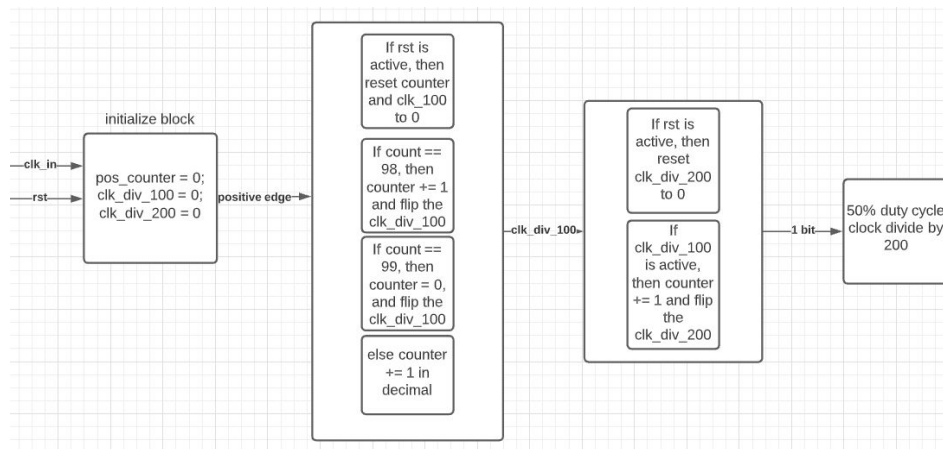 initialize block
clk_in
rst
pos_counter = 0;
clk_div_100 = 0;
clk_div_200 = 0
positive edge
If rst is
active, then
reset counter
and clk_100
to 0
If count ==
98, then
counter += 1
and flip the
clk_div_100
If count ==
99, then
counter = 0,
and flip the
clk_div_100
else counter
+= 1 in
decimal
clk_div_100
If rst is
active, then
reset
clk_div_200
to 0
If
clk_div_100
is active,
then counter
+= 1 and flip
the
clk_div_200
1 bit
50% duty cycle
clock divide by
200